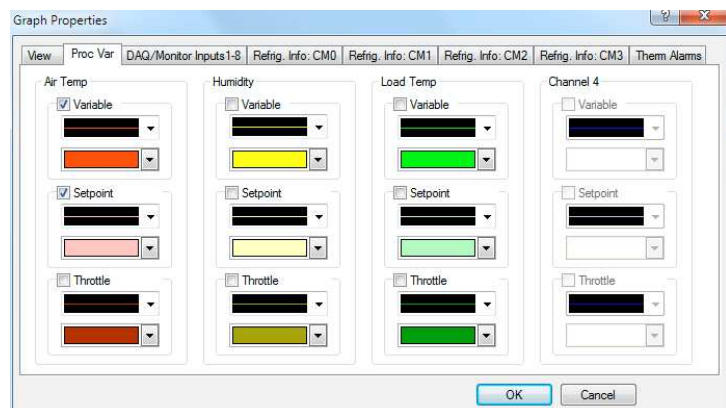 Graph Properties
View Proc Var DAQ/Monitor Inputs1-8 Refrig. Info: CM0 Refrig. Info: CM1 Refrig. Info: CM2 Refrig. Info: CM3 Therm Alarms
Air Temp Humidity Load Temp Channel 4
Variable Variable Variable Variable
Setpoint Setpoint Setpoint Setpoint
Throttle Throttle Throttle Throttle
OK Cancel